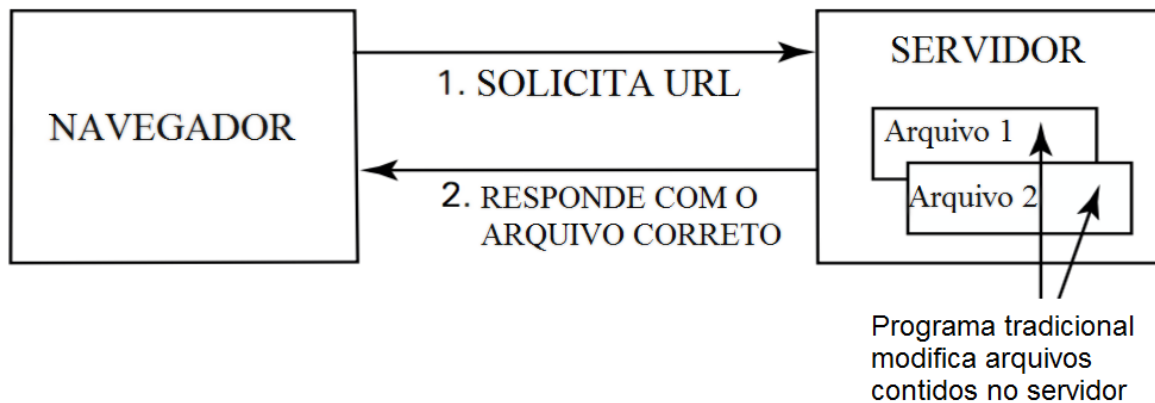 NAVEGADOR
1. SOLICITA URL
2. RESPONDE COM O
ARQUIVO CORRETO
SERVIDOR
Arquivo 1
Arquivo 2
Programa tradicional
modifica arquivos
contidos no servidor